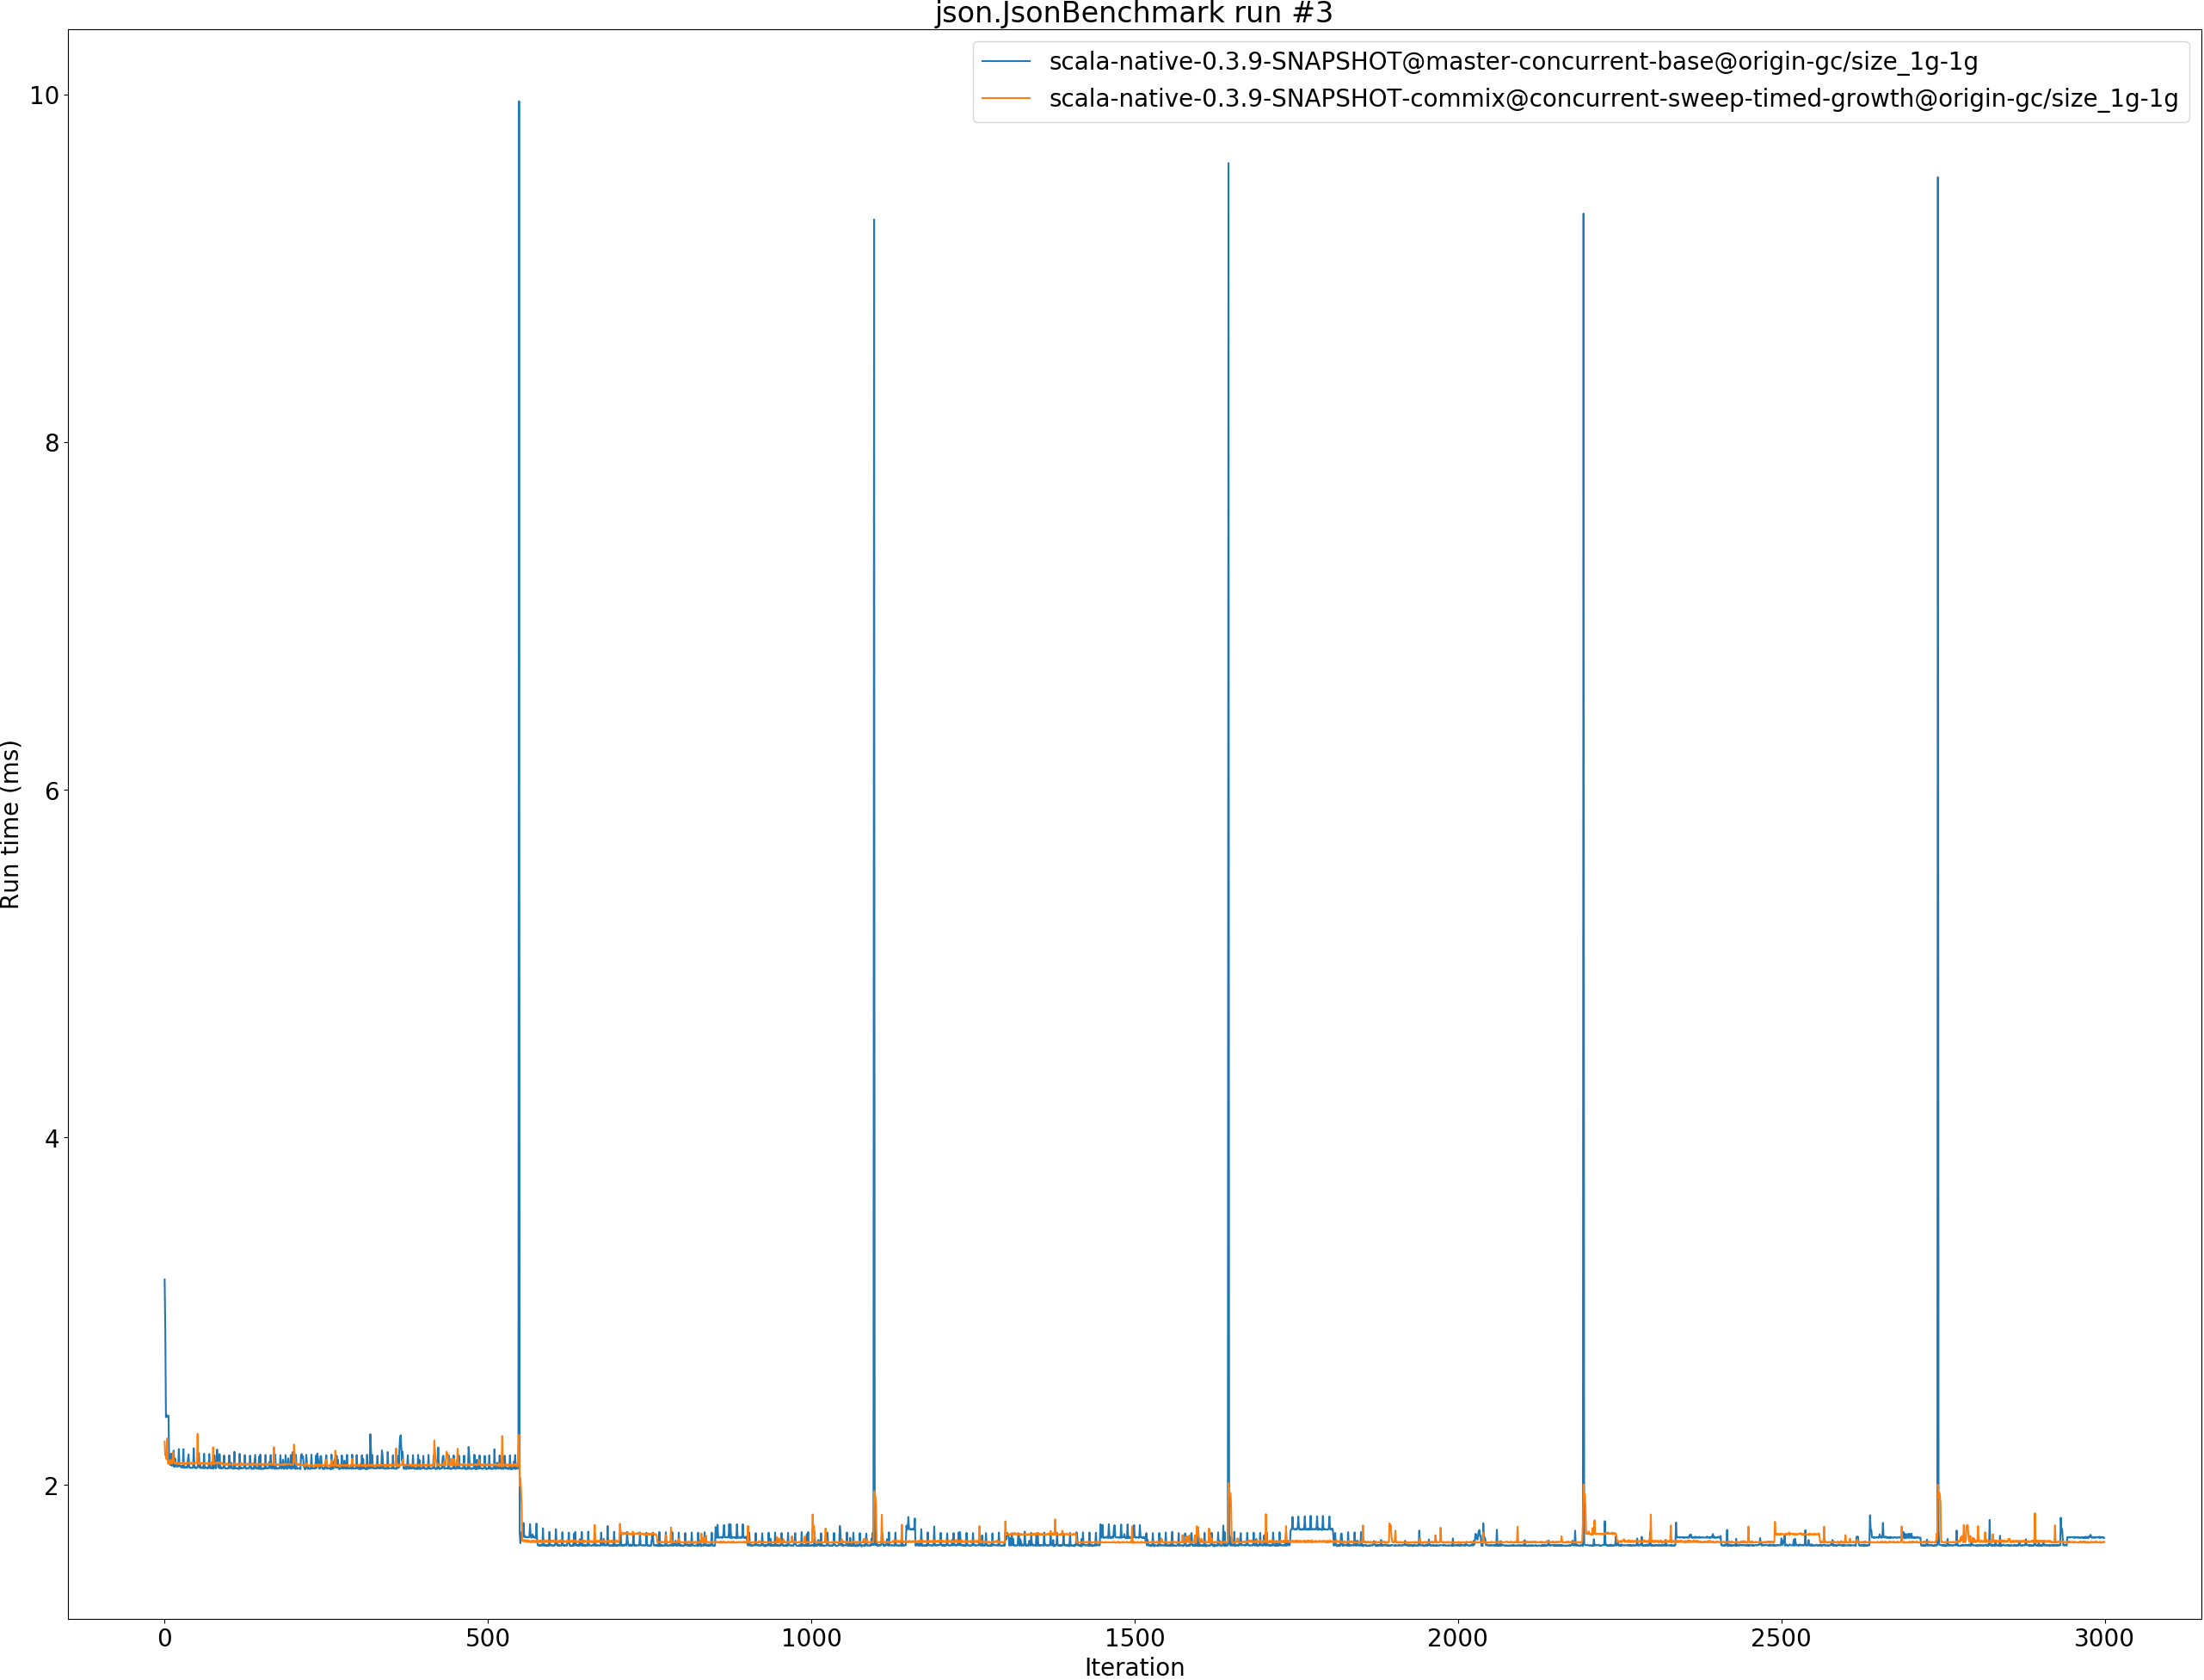 json.JsonBenchmark run #3
scala-native-0.3.9-SNAPSHOT@master-concurrent-base@origin-gc/size_1g-1g
scala-native-0.3.9-SNAPSHOT-commix@concurrent-sweep-timed-growth@origin-gc/size_1g-1g
10
8
6
4
2
Run time (ms)
0
500
1000
1500
2000
2500
3000
Iteration